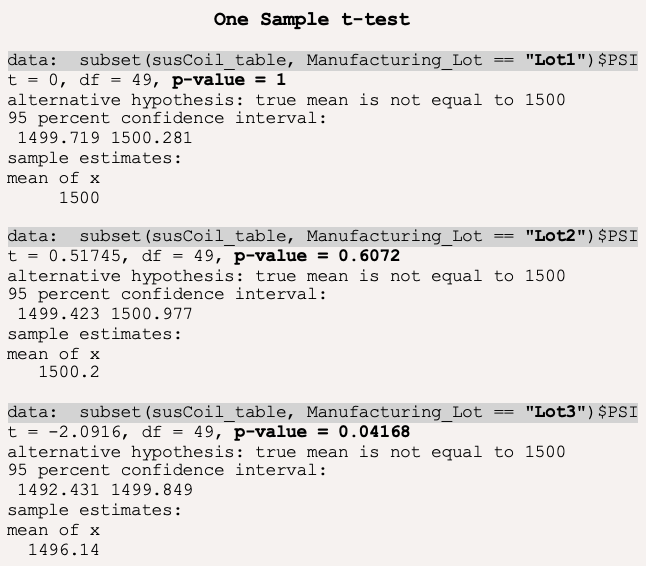 One Sample t-test
data:  subset(susCoil_table, Manufacturing_Lot == "Lot1")$PSI
t = 0, df = 49, p-value = 1
alternative hypothesis: true mean is not equal to 1500
95 percent confidence interval:
1499.719 1500.281
sample estimates:
mean of x
1500
data:  subset(susCoil_table, Manufacturing_Lot == "Lot2")$PSI
t = 0.51745, df = 49, p-value = 0.6072
alternative hypothesis: true mean is not equal to 1500
95 percent confidence interval:
1499.423 1500.977
sample estimates:
mean of x
1500.2
data:  subset(susCoil_table, Manufacturing_Lot == "Lot3")$PSI
t = -2.0916, df = 49, p-value = 0.04168
alternative hypothesis: true mean is not equal to 1500
95 percent confidence interval:
1492.431 1499.849
sample estimates:
mean of x
1496.14